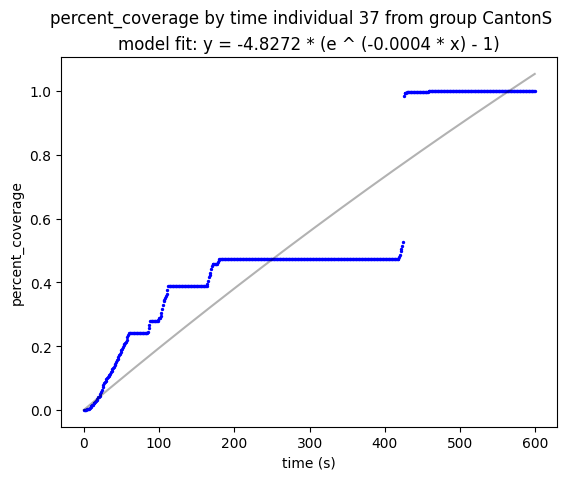 percent_coverage by time individual 37 from group CantonS
model fit: y = -4.8272 * (e ^ (-0.0004 * x) - 1)
1.0
0.8
0.6
0.4
0.2
0.0
percent_coverage
0 100 200 300 400 500 600
time (s)